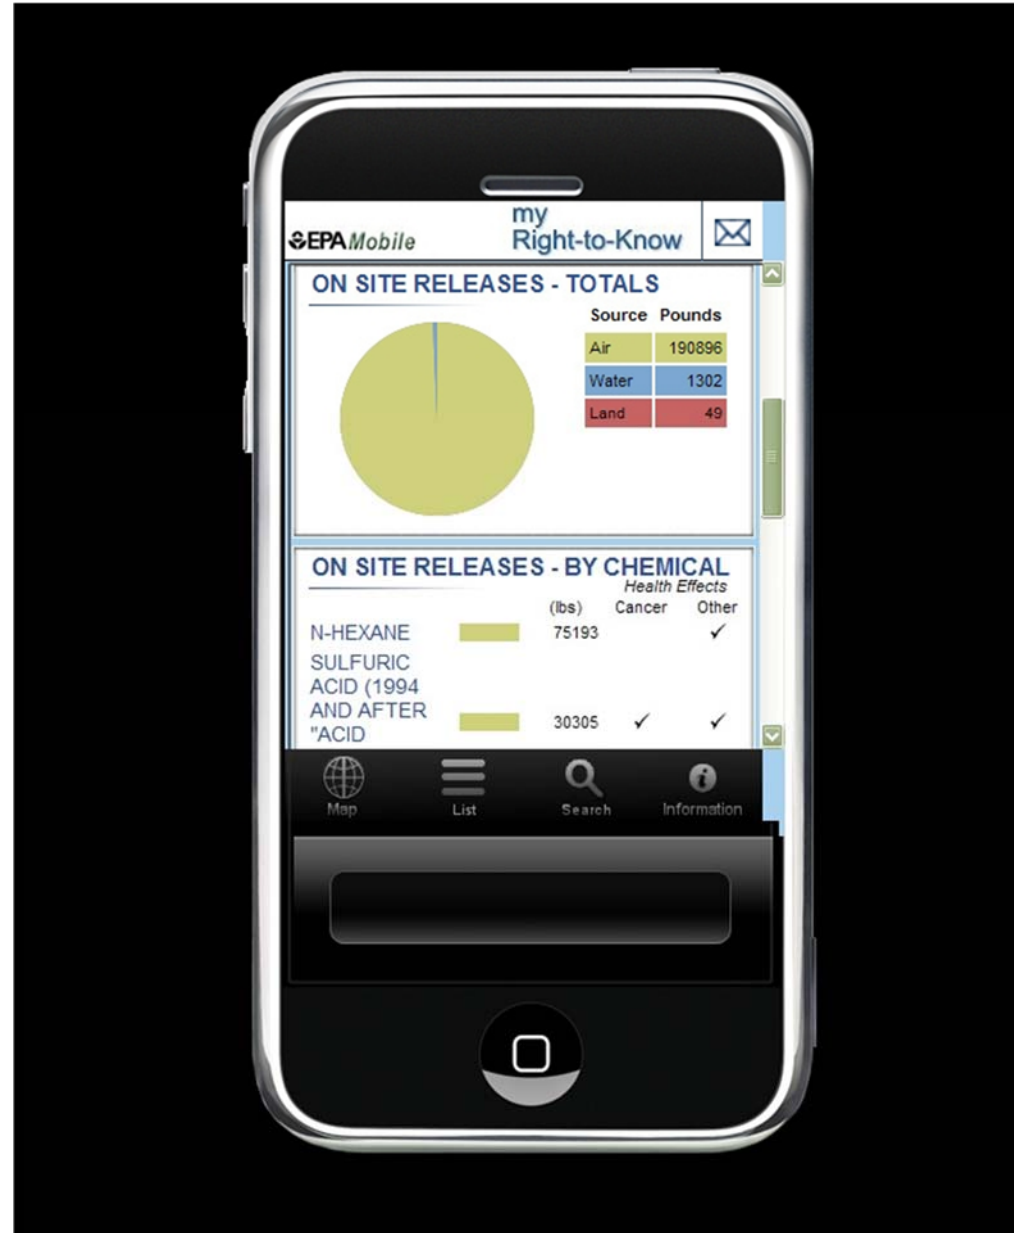 EPA Mobile
my
Right-to-Know
ON SITE RELEASES - TOTALS
Source Pounds
Air 190896
Water 1302
Land 49
ON SITE RELEASES - BY CHEMICAL
Health Effects
(lbs) Cancer Other
N-HEXANE 75193 ✓
SULFURIC
ACID (1994
AND AFTER
"ACID 30305 ✓ ✓
Map List Search Information